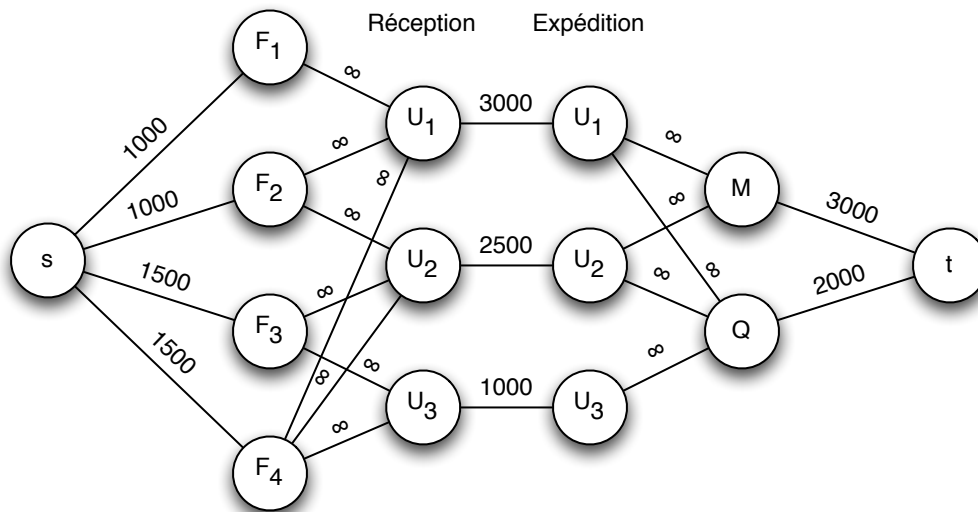 Réception Expédition
F1
∞
U1
3000
U1
∞
M
3000
1000
F2
∞
∞
∞
∞
1000
s
U2
2500
U2
∞
∞
Q
2000
t
1500
F3
∞
∞
∞
1500
U3
1000
U3
∞
F4
∞